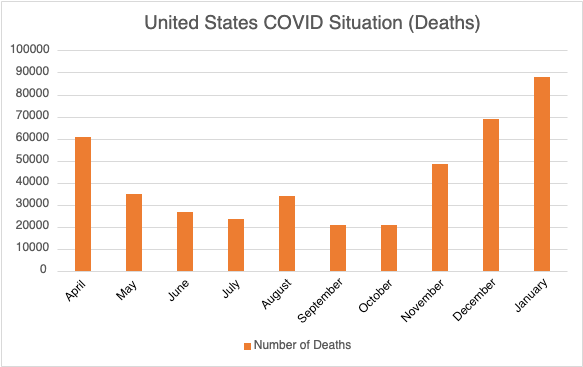 United States COVID Situation (Deaths)
100000
90000
80000
70000
60000
50000
40000
30000
20000
10000
0
April
May
June
July
August
September
October
November
December
January
Number of Deaths